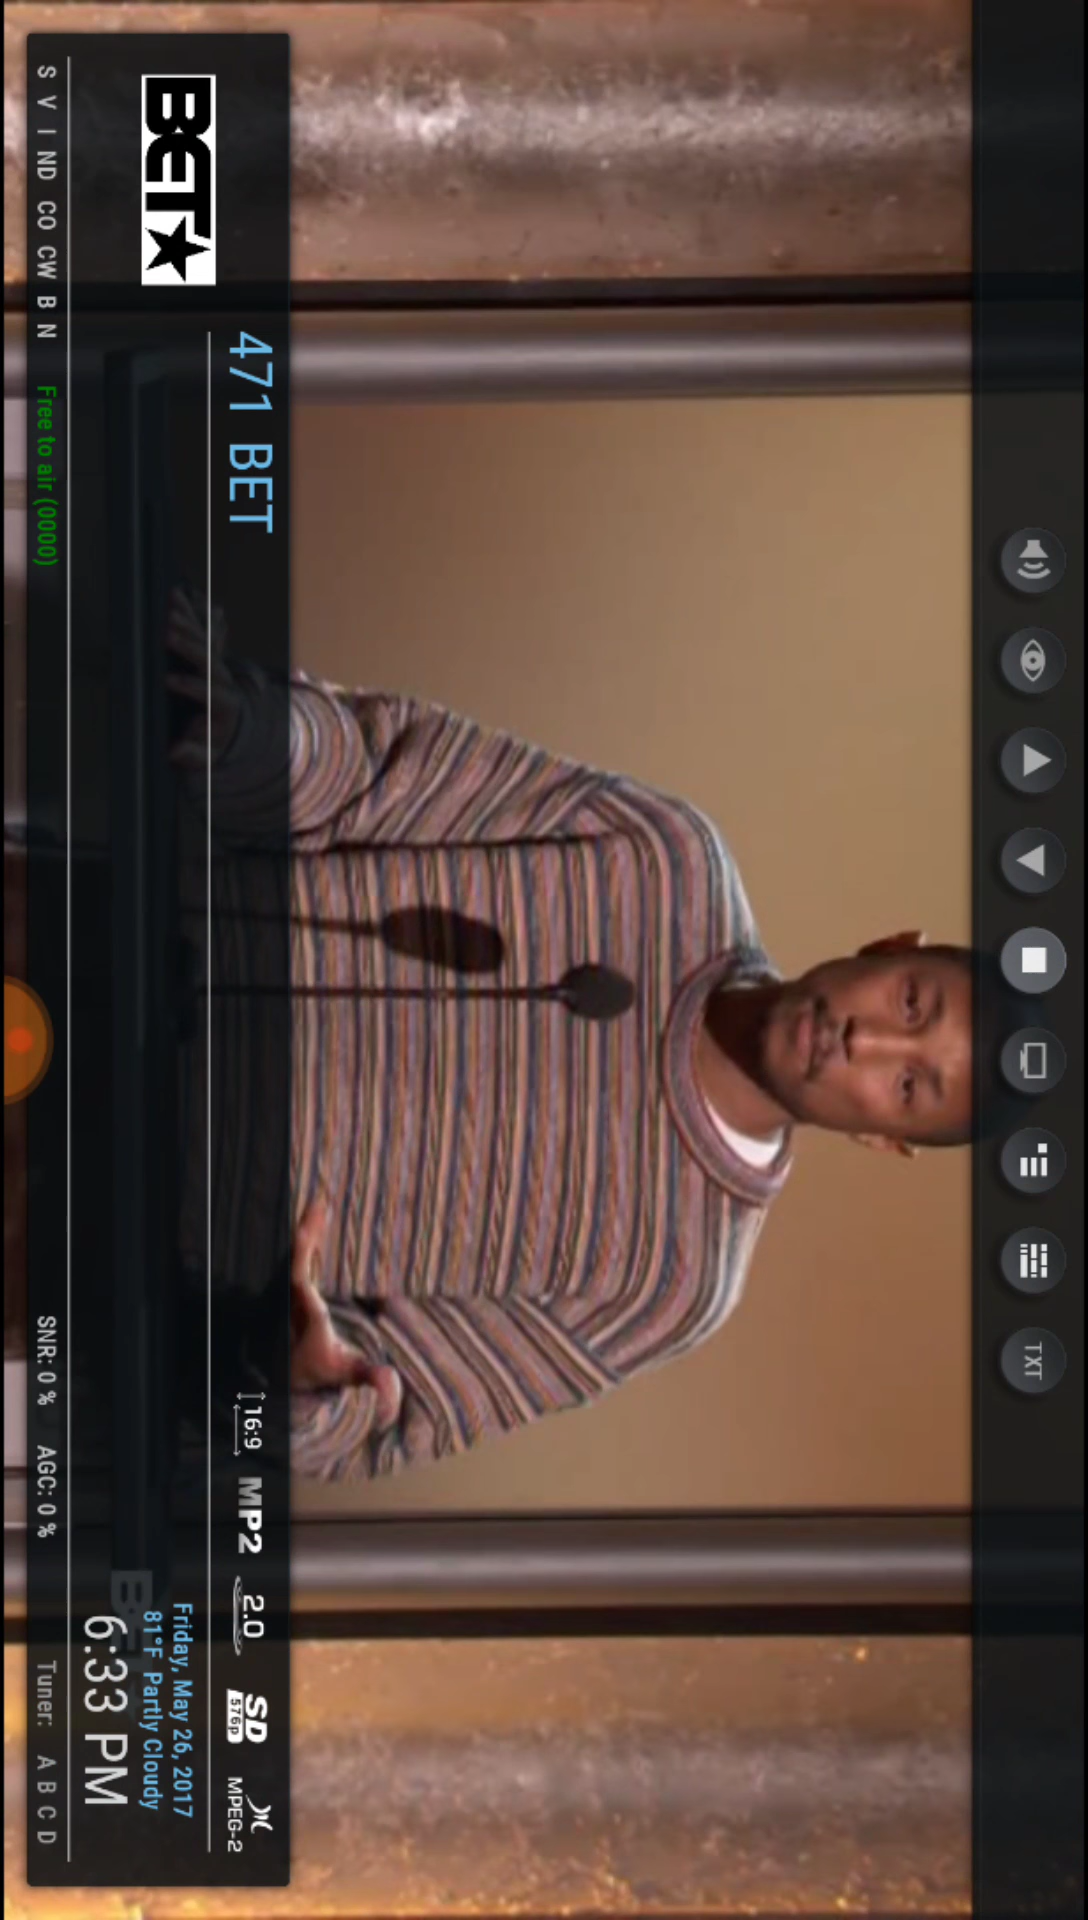 TXT
471 BET
16:9 MP2 2.0 SD 576p MPEG-2
BET
Friday, May 26, 2017
81°F Partly Cloudy
6:33 PM
S V I ND CO CW B N Free to air (0000) SNR: 0 % AGC: 0 % Tuner: A B C D